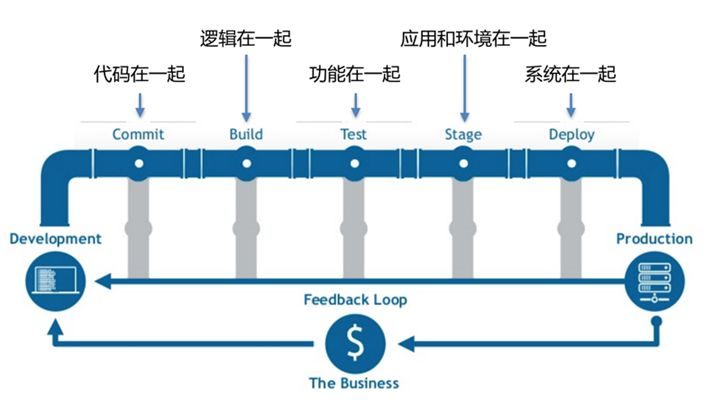 逻辑在一起
应用和环境在一起
代码在一起
功能在一起
系统在一起
Commit
Build
Test
Stage
Deploy
Development
Production
Feedback Loop
$
The Business